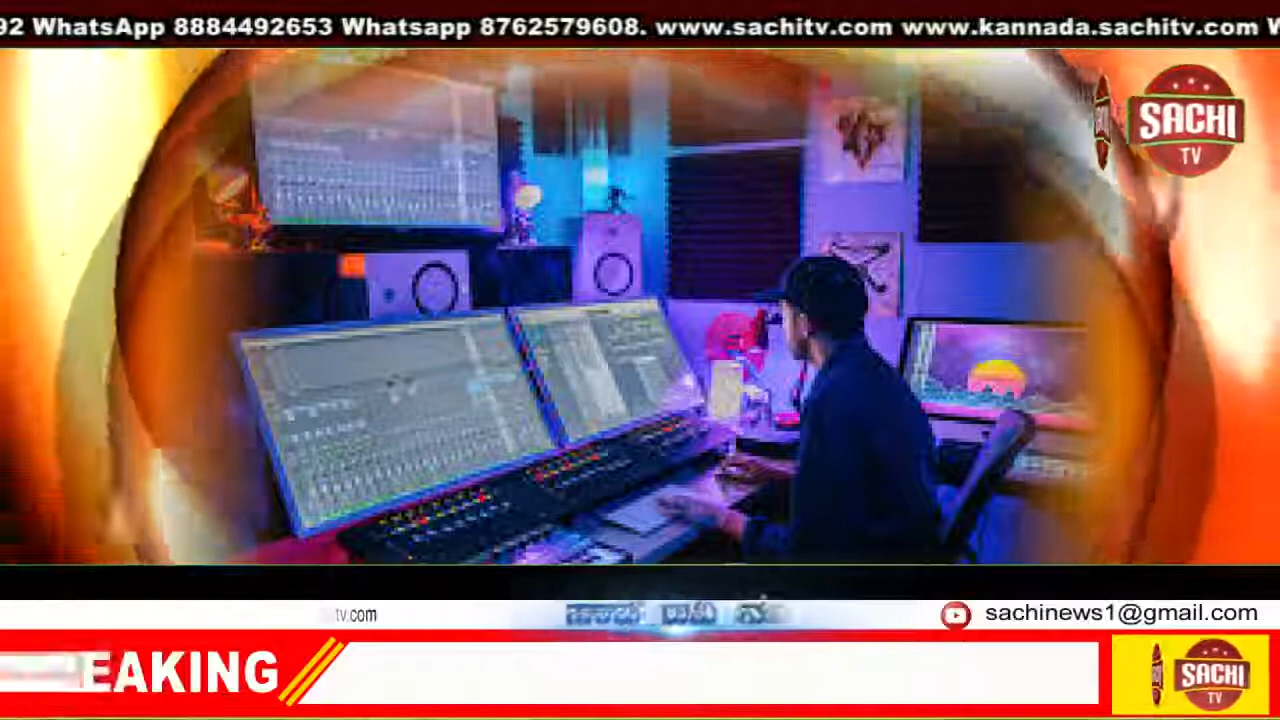 92 WhatsApp 8884492653 Whatsapp 8762579608. www.sachitv.com www.kannada.sachitv.com W
SACHI
TV
tv.com
sachinews1@gmail.com
EAKING
SACHI
TV